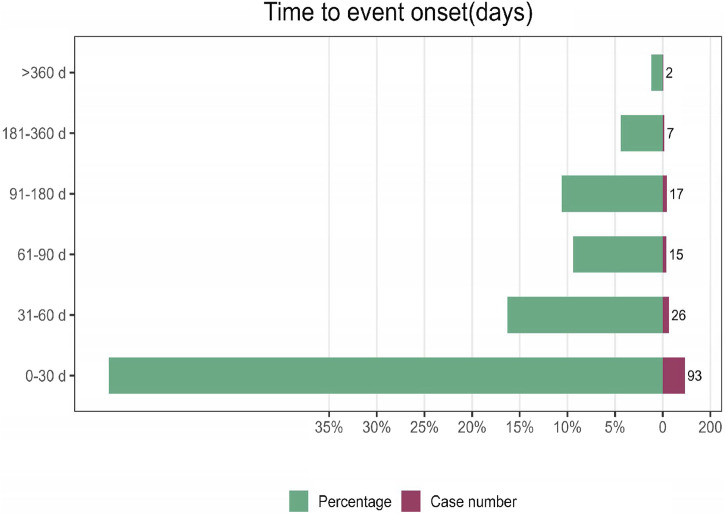 Time to event onset(days)
>360 d
2
181-360 d
7
91-180 d
17
61-90 d
15
31-60 d
26
0-30 d
93
35% 30% 25% 20% 15% 10% 5% 0 200
Percentage Case number